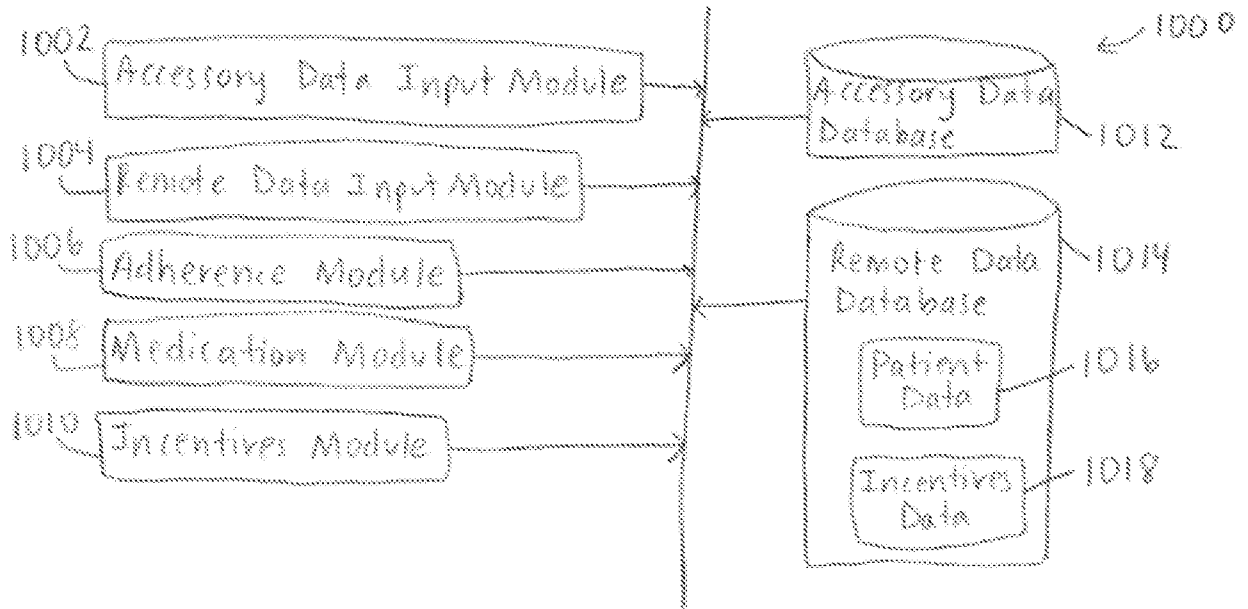 1000
1002
Accessory Data Input Module
1004
Remote Data Input Module
1006
Adherence Module
1008
Medication Module
1010
Incentives Module
Accessory Data
Database
1012
Remote Data
Database
1014
Patient
Data
1016
Incentives
Data
1018